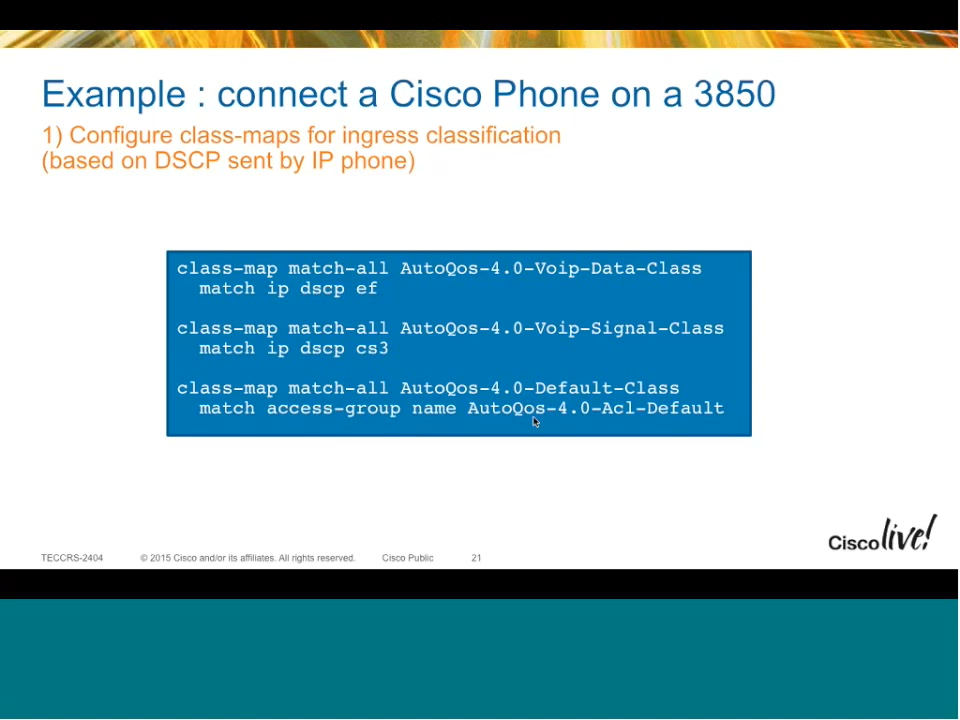 Example : connect a Cisco Phone on a 3850
1) Configure class-maps for ingress classification
(based on DSCP sent by IP phone)
class-map match-all AutoQos-4.0-Voip-Data-Class
match ip dscp ef
class-map match-all AutoQos-4.0-Voip-Signal-Class
match ip dscp cs3
class-map match-all AutoQos-4.0-Default-Class
match access-group name AutoQos-4.0-Acl-Default
TECCRS-2404 © 2015 Cisco and/or its affiliates. All rights reserved. Cisco Public 21
Cisco live!